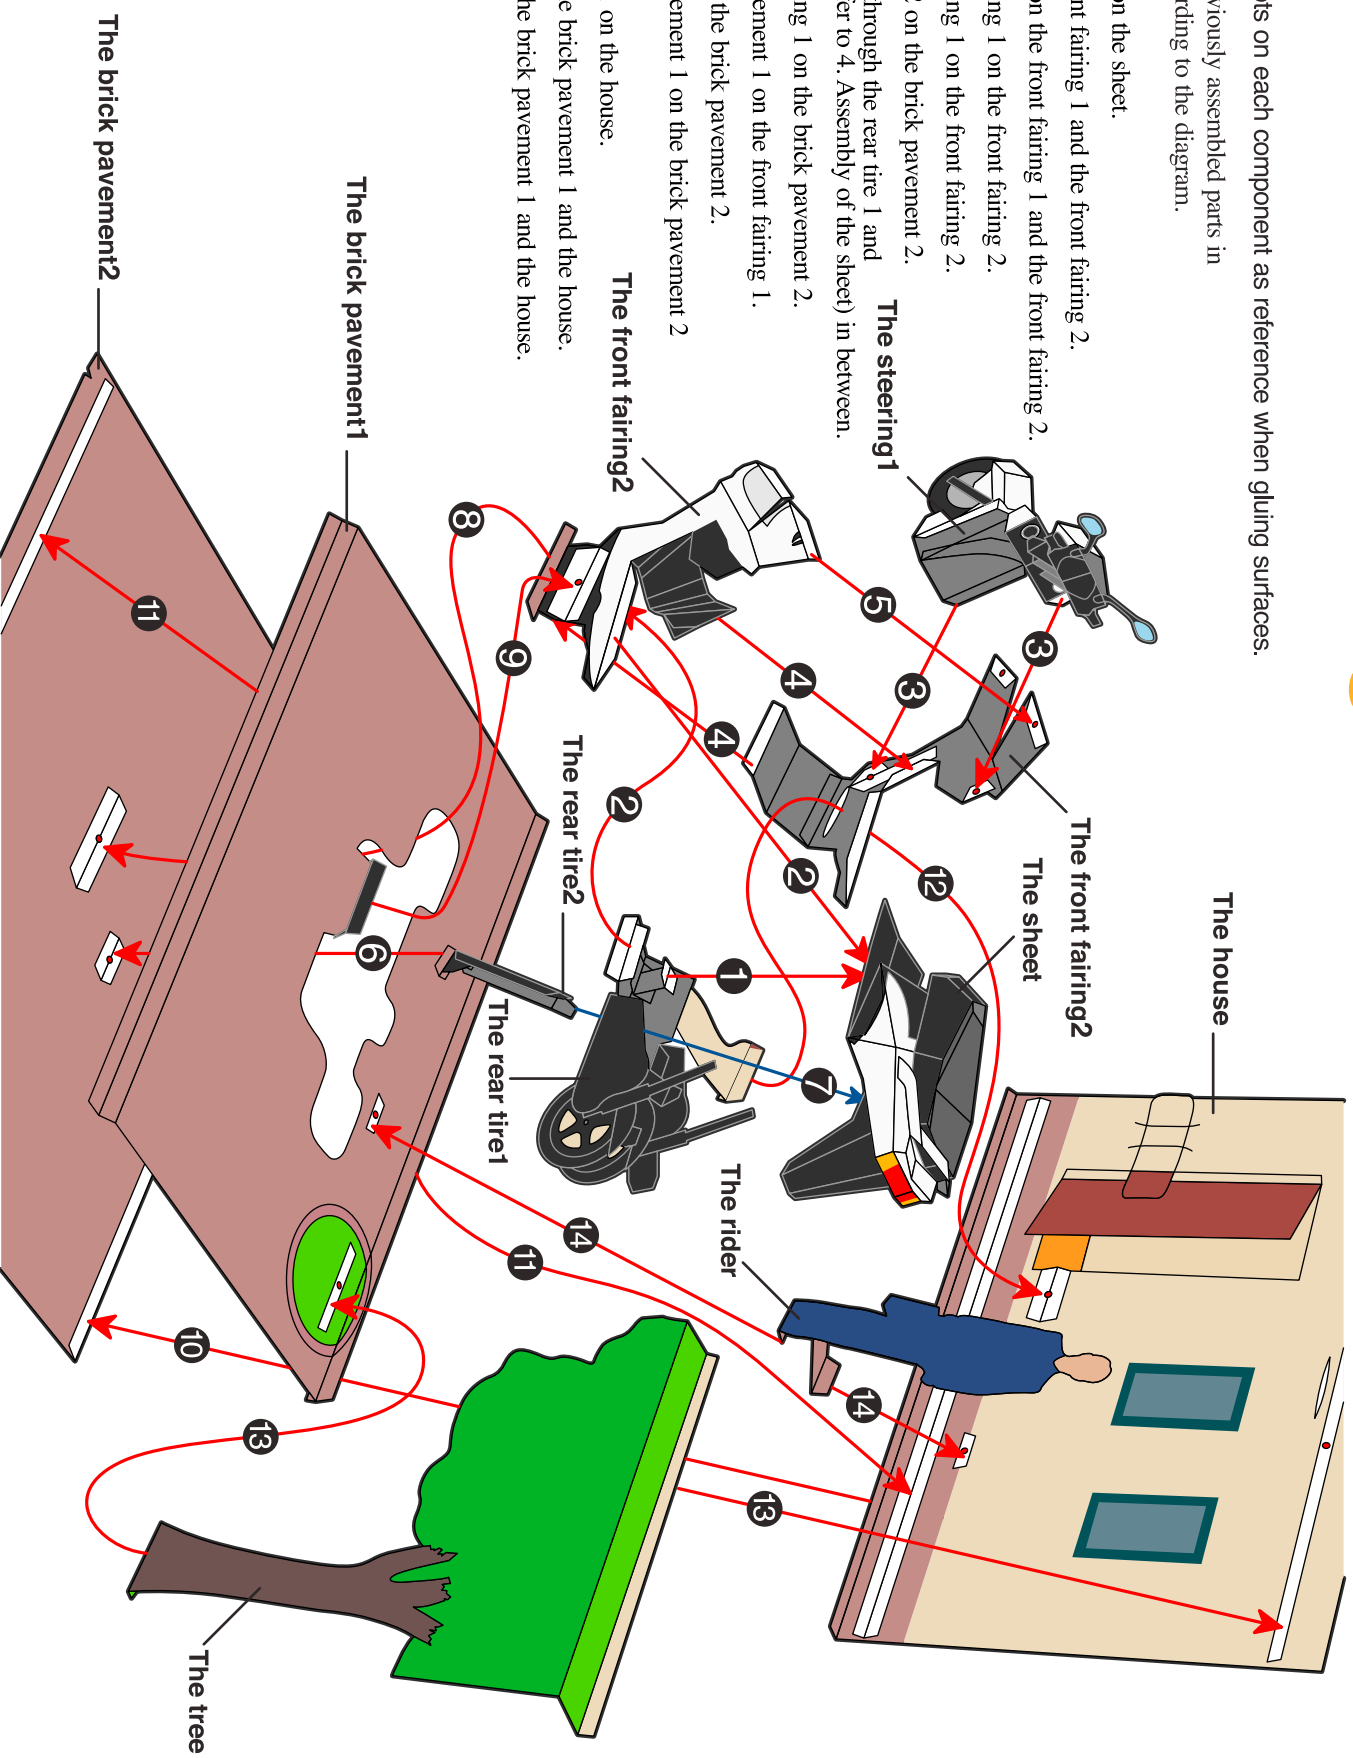 ots on each component as reference when gluing surfaces.
viously assembled parts in
rding to the diagram.
on the sheet.
nt fairing 1 and the front fairing 2.
on the front fairing 1 and the front fairing 2.
ng 1 on the front fairing 2.
ng 1 on the front fairing 2.
2 on the brick pavement 2.
through the rear tire 1 and
fer to 4. Assembly of the sheet) in between.
ng 1 on the brick pavement 2.
ement 1 on the front fairing 1.
the brick pavement 2.
ement 1 on the brick pavement 2
on the house.
e brick pavement 1 and the house.
he brick pavement 1 and the house.
The steering1
The front fairing2
The brick pavement1
The brick pavement2
The house
The front fairing2
The sheet
The rear tire2
The rear tire1
The rider
The tree
3
3
5
4
4
2
2
12
1
7
8
9
6
11
11
14
14
10
13
13